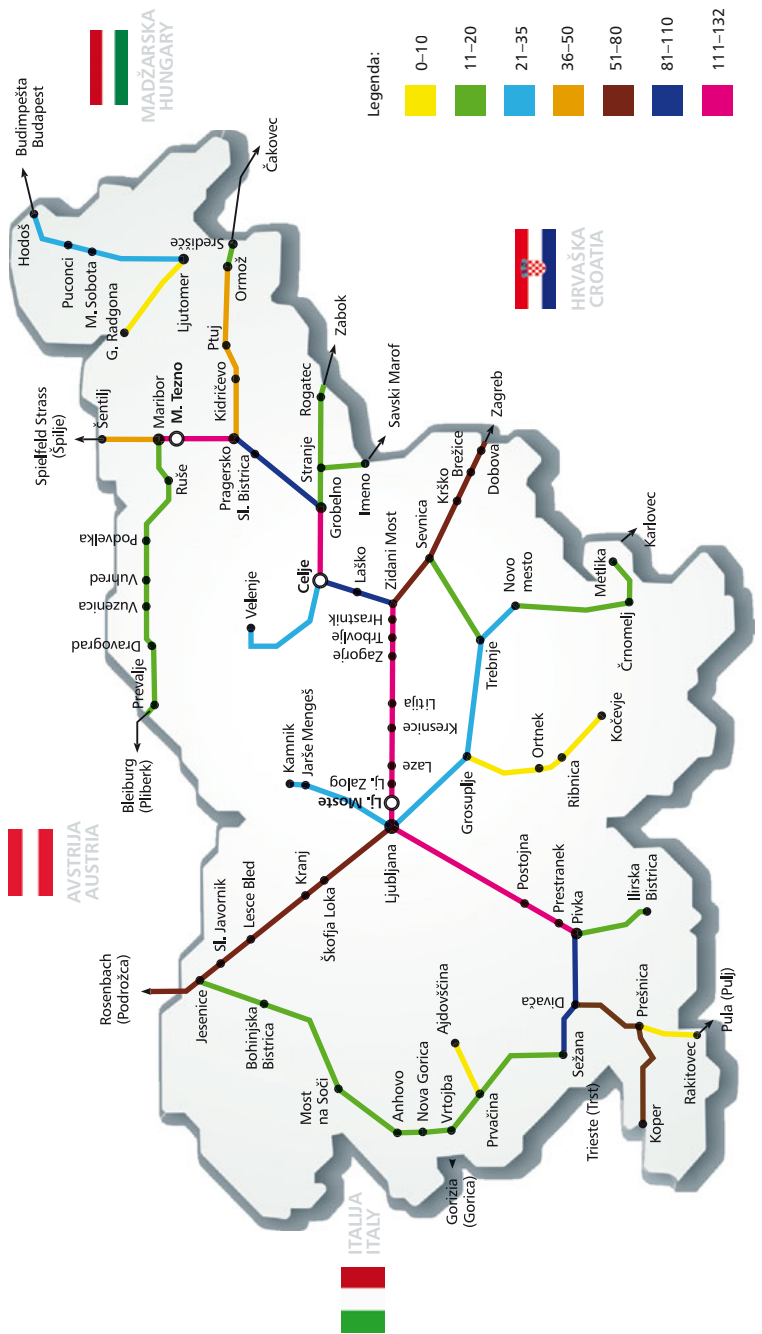 MADŽARSKA
HUNGARY
Budimpešta
Budapest
Hodoš
Puconci
M. Sobota
G. Radgona
Ljutomer
Središče
Čakovec
Ormož
Ptuj
Kidričevo
Spielfeld Strass
(Špilje)
Šentilj
Maribor
M. Tezno
Ruše
Pragersko
Sl. Bistrica
Rogatec
Zabok
Stranje
Savski Marof
Imeno
Grobelno
Podvelka
Vuhred
Vuzenica
Dravograd
Prevalje
Bleiburg
(Pliberk)
Velenje
Celje
Laško
Zidani Most
Hrastnik
Trbovlje
Zagorje
Litija
Kresnice
Laze
Lj. Zalog
Lj. Moste
Ljubljana
Sevnica
Krško
Brežice
Dobova
Zagreb
HRVAŠKA
CROATIA
Karlovec
Metlika
Novo
mesto
Črnomelj
Trebnje
Grosuplje
Ortnek
Ribnica
Kočevje
Kamnik
Jarše Mengeš
AVSTRIJA
AUSTRIA
Rosenbach
(Podrožca)
Jesenice
Sl. Javornik
Lesce Bled
Kranj
Škofja Loka
Bohinjska
Bistrica
Most
na Soči
Anhovo
Nova Gorica
Vrtojba
Prvačina
Ajdovščina
Gorizia
(Gorica)
ITALIJA
ITALY
Postojna
Prestranek
Pivka
Ilirska
Bistrica
Divača
Sežana
Trieste (Trst)
Prešnica
Koper
Rakitovec
Pula (Pulj)
Legenda:
0–10
11–20
21–35
36–50
51–80
81–110
111–132